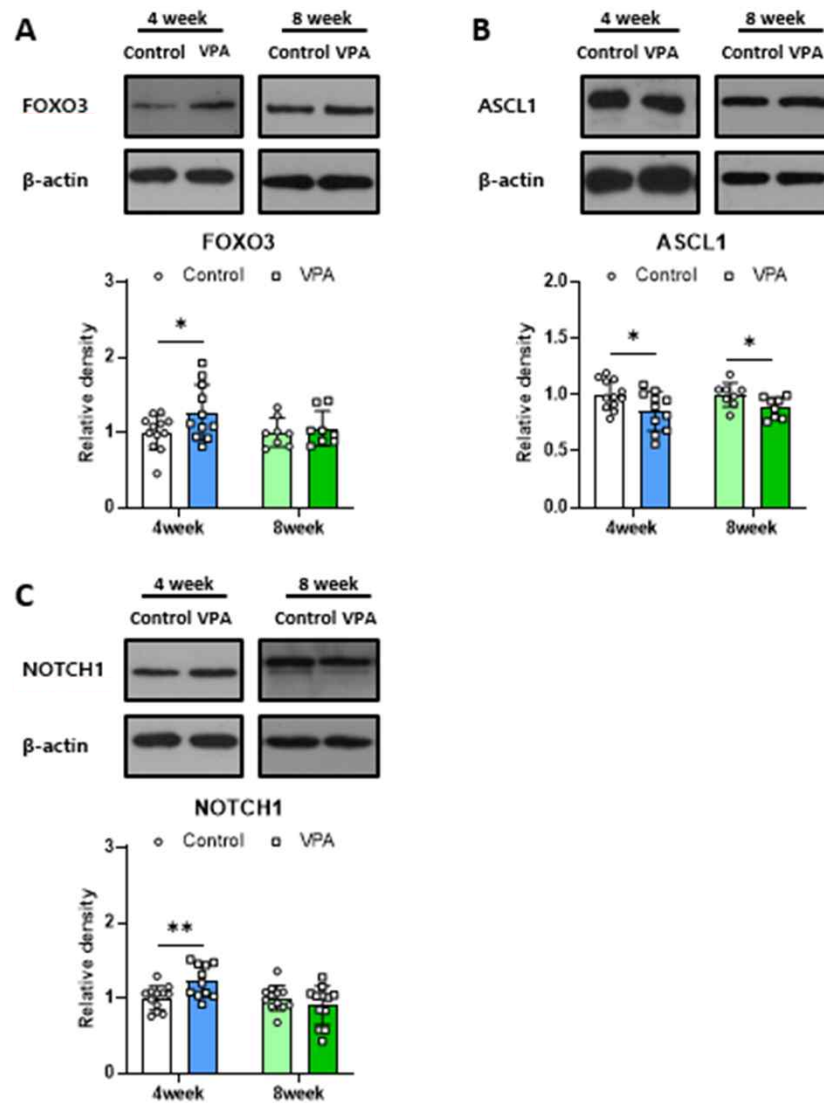 A
4 week
8 week
Control VPA
Control VPA
FOXO3
β-actin
FOXO3
Control
VPA
Relative density
3
2
1
0
*
4week
8week
B
4 week
8 week
Control VPA
Control VPA
ASCL1
β-actin
ASCL1
Control
VPA
Relative density
2.0
1.5
1.0
0.5
0.0
*
*
4week
8week
C
4 week
8 week
Control VPA
Control VPA
NOTCH1
β-actin
NOTCH1
Control
VPA
Relative density
3
2
1
0
**
4week
8week